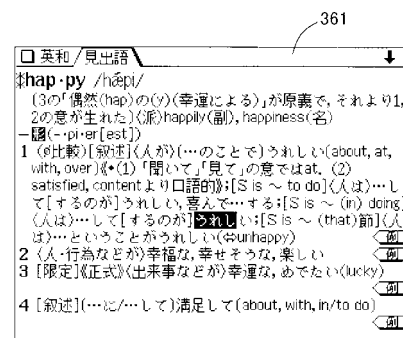 361
英和/見出語
hap·py /hǽpi/
(3の「偶然(hap)の(y)(幸運による)」が原義で, それより1,
2の意が生れた)〈派〉happily(副), happiness(名)
−形(-·pi·er[est])
1 (⇔比較)[叙述]〈人が〉(…のことで)うれしい(about, at,
with, over)《◆(1) 「聞いて」「見て」の意ではat. (2)
satisfied, contentより口語的》;[S is ～ to do]〈人は〉…し
て[するのが]うれしい, 喜んで…する;[S is ～ (in) doing]
〈人は〉…して[するのが]うれしい;[S is ～ (that)節]〈人
は〉…ということがうれしい(⇔unhappy) 例
2 〈人·行為などが〉幸福な, 幸せそうな, 楽しい 例
3 [限定]《正式》〈出来事などが〉幸運な, めでたい(lucky)
例
4 [叙述](…に/…して)満足して(about, with, in/to do)
例